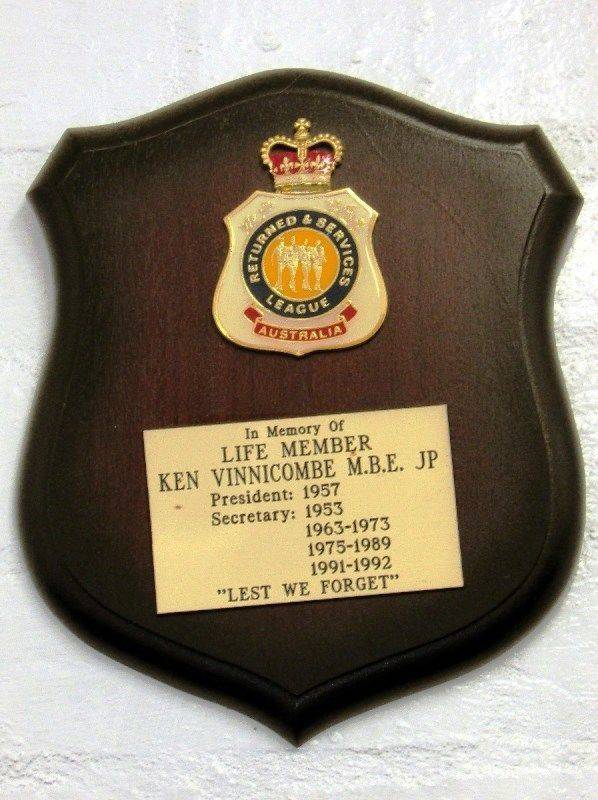 RETURNED & SERVICES
LEAGUE
AUSTRALIA
In Memory Of
LIFE MEMBER
KEN VINNICOMBE M.B.E. JP
President: 1957
Secretary: 1953
1963-1973
1975-1989
1991-1992
"LEST WE FORGET"